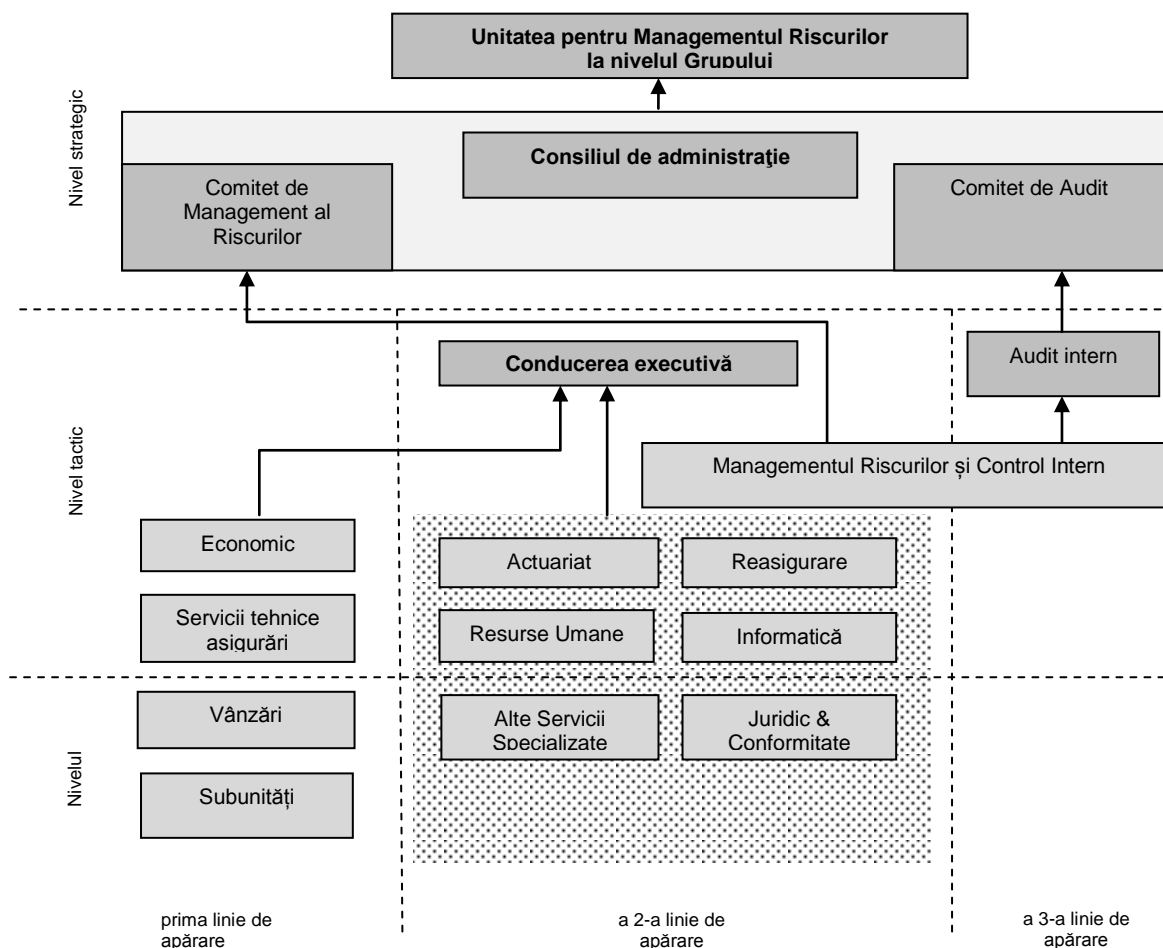 Unitatea pentru Managementul Riscurilor
la nivelul Grupului
Nivel strategic
Consiliul de administraţie
Comitet de
Management al
Riscurilor
Comitet de Audit
Nivel tactic
Conducerea executivă
Audit intern
Managementul Riscurilor și Control Intern
Economic
Actuariat
Reasigurare
Servicii tehnice
asigurări
Resurse Umane
Informatică
Nivelul
Vânzări
Alte Servicii
Specializate
Juridic &
Conformitate
Subunități
prima linie de
apărare
a 2-a linie de
apărare
a 3-a linie de
apărare